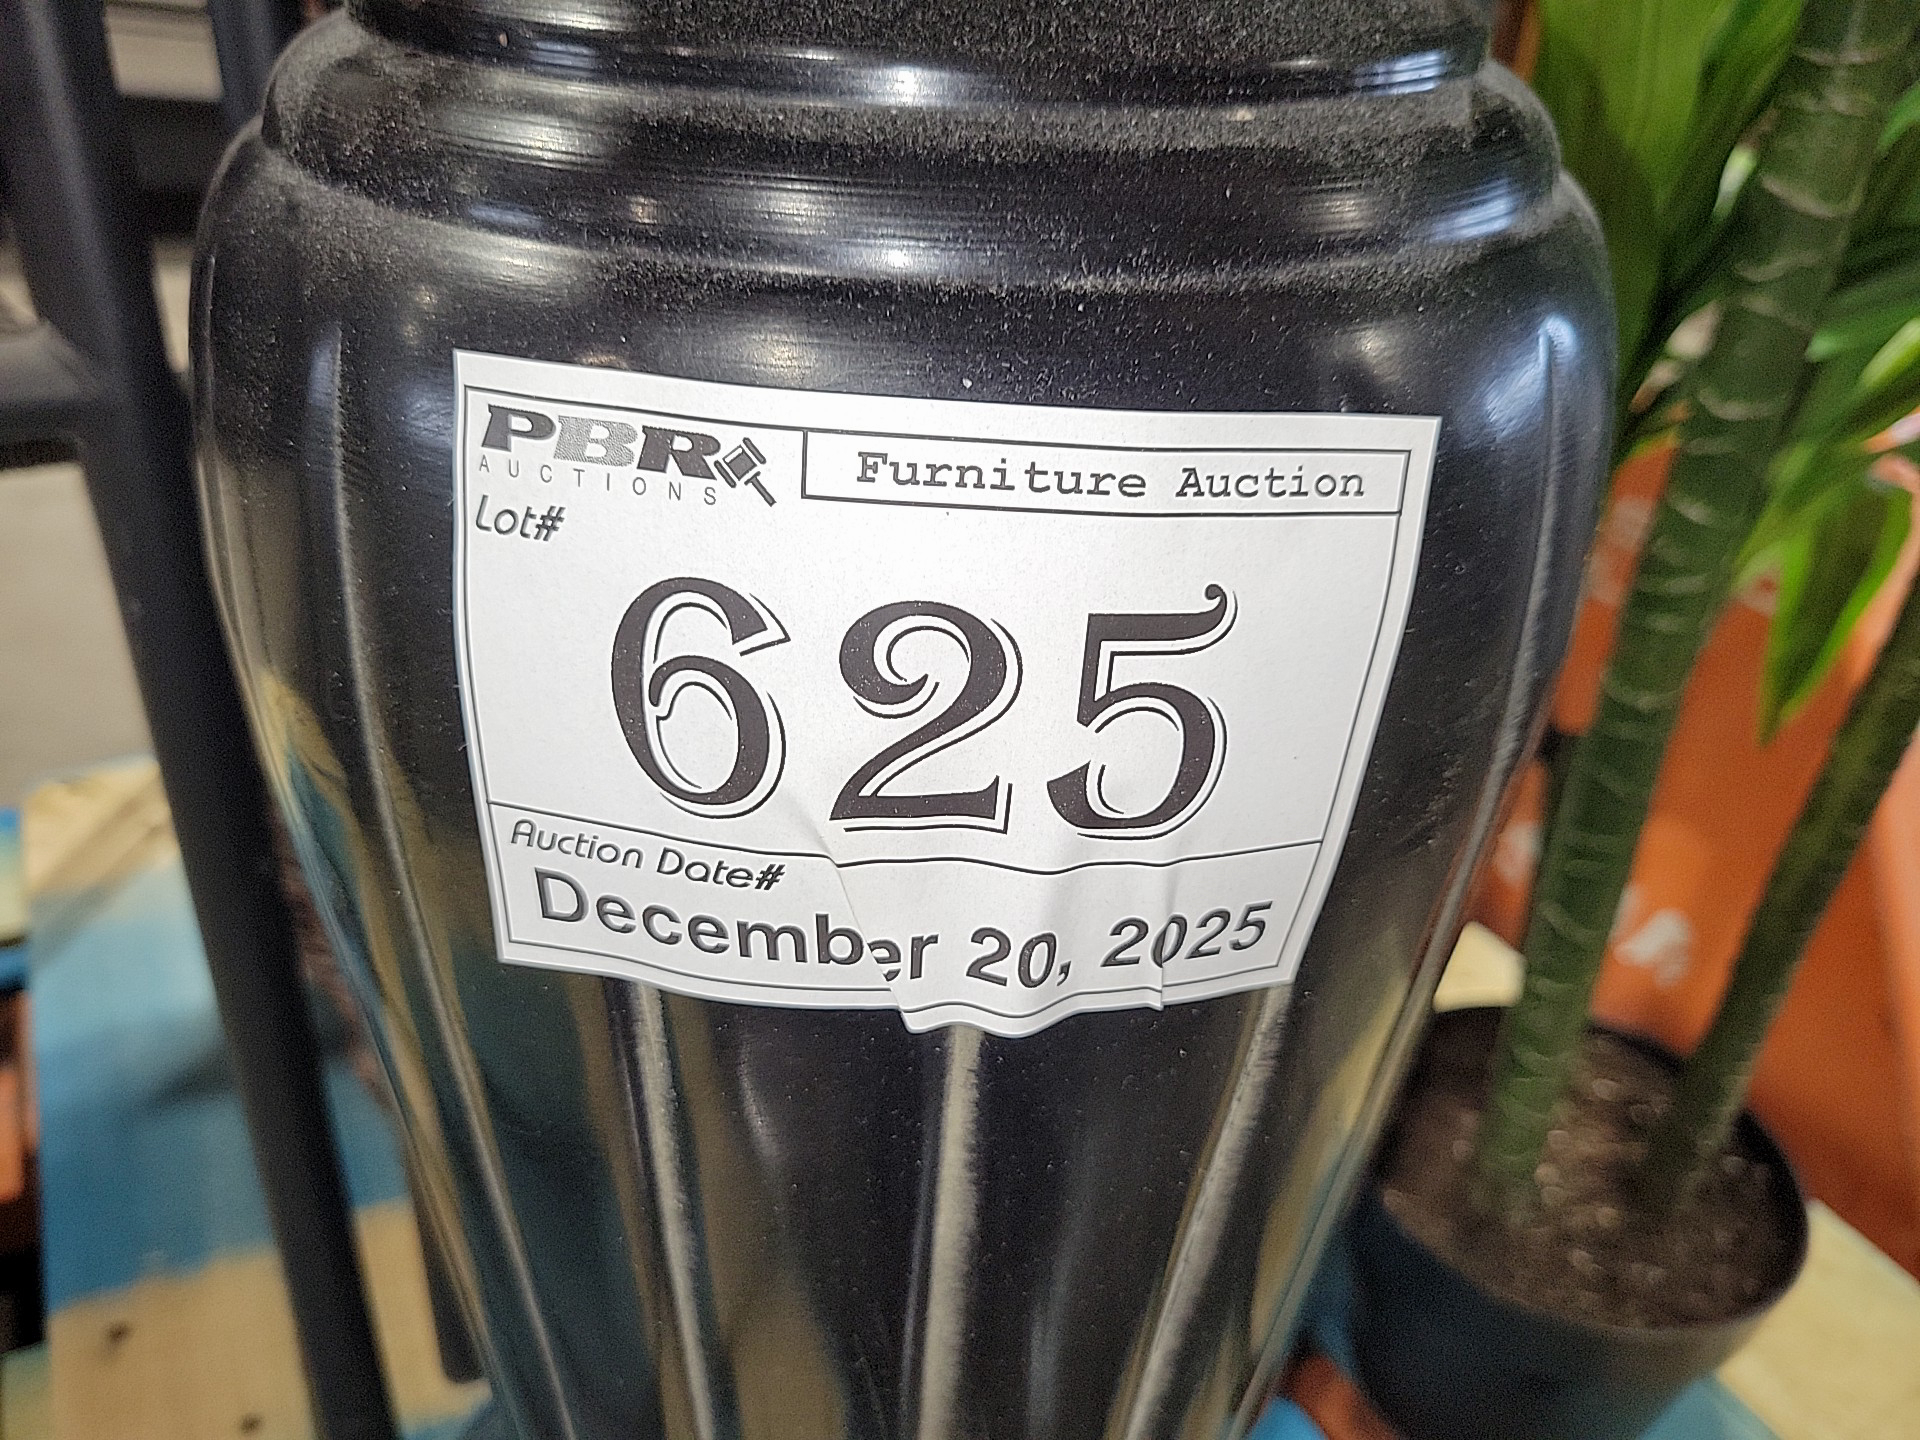 PBR
AUCTIONS
Furniture Auction
Lot#
625
Auction Date#
December 20, 2025